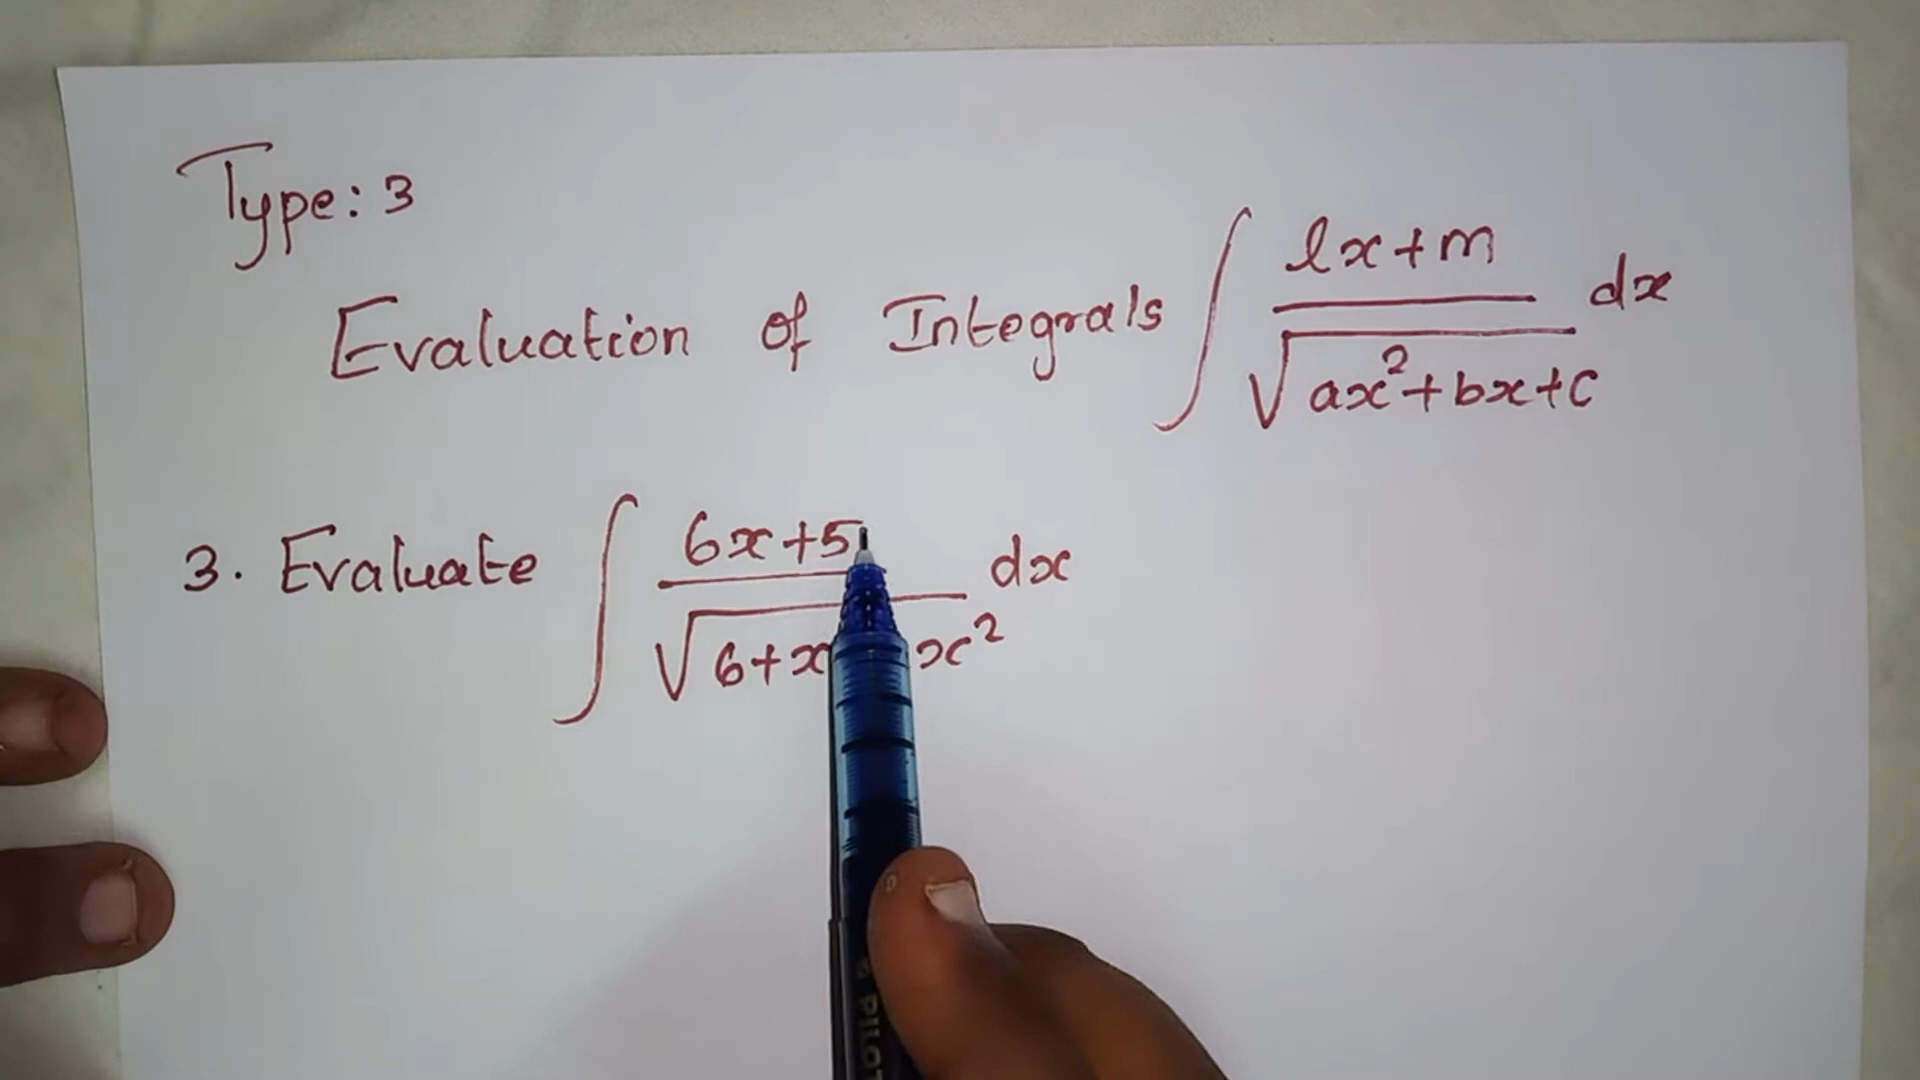 Type: 3
Evaluation of Integrals ∫ lx+m / √ax²+bx+c dx
3. Evaluate ∫ 6x+5 / √6+x x² dx
PILOT